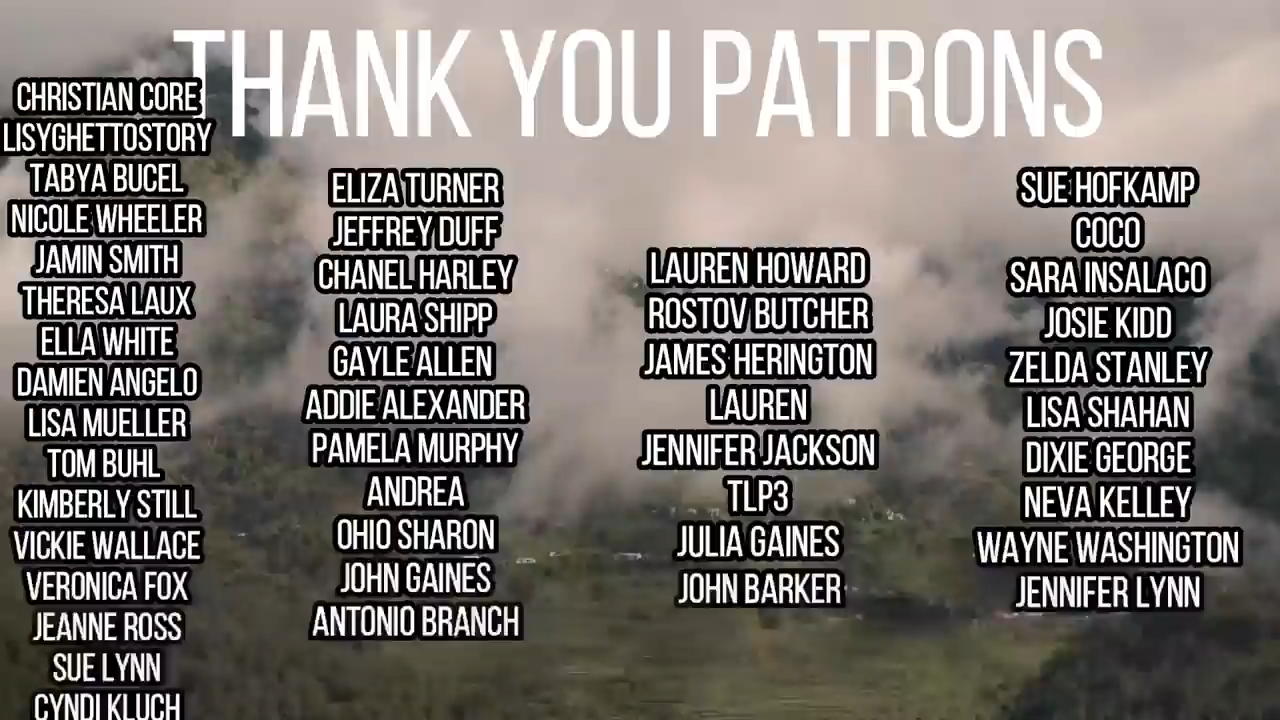 THANK YOU PATRONS
CHRISTIAN CORE
LISYGHETTOSTORY
TABYA BUCEL
NICOLE WHEELER
JAMIN SMITH
THERESA LAUX
ELLA WHITE
DAMIEN ANGELO
LISA MUELLER
TOM BUHL
KIMBERLY STILL
VICKIE WALLACE
VERONICA FOX
JEANNE ROSS
SUE LYNN
CYNDI KLUCH
ELIZA TURNER
JEFFREY DUFF
CHANEL HARLEY
LAURA SHIPP
GAYLE ALLEN
ADDIE ALEXANDER
PAMELA MURPHY
ANDREA
OHIO SHARON
JOHN GAINES
ANTONIO BRANCH
LAUREN HOWARD
ROSTOV BUTCHER
JAMES HERINGTON
LAUREN
JENNIFER JACKSON
TLP3
JULIA GAINES
JOHN BARKER
SUE HOFKAMP
COCO
SARA INSALACO
JOSIE KIDD
ZELDA STANLEY
LISA SHAHAN
DIXIE GEORGE
NEVA KELLEY
WAYNE WASHINGTON
JENNIFER LYNN